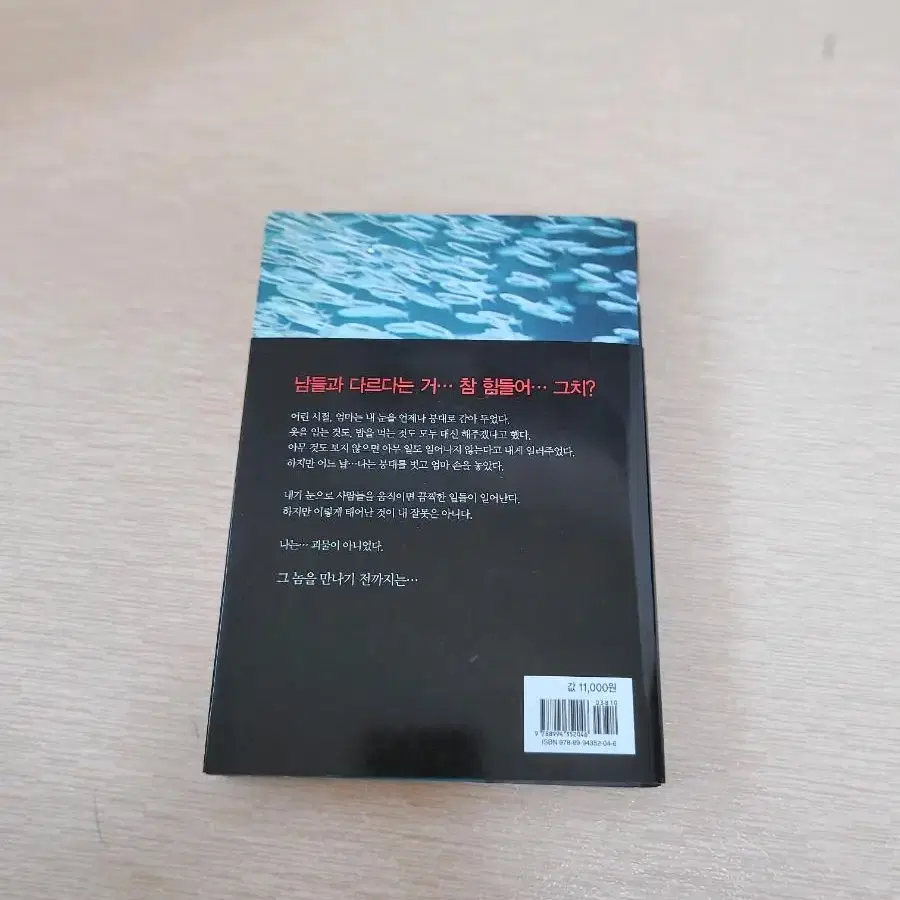 남들과 다르다는 거… 참 힘들어… 그치?
어린 시절, 엄마는 내 눈을 언제나 붕대로 감아 두었다.
옷을 입는 것도, 밥을 먹는 것도 모두 대신 해주겠다고 했다.
아무 것도 보지 않으면 아무 일도 일어나지 않는다고 내게 일러주었다.
하지만 어느 날…나는 붕대를 벗고 엄마 손을 놓았다.
내가 눈으로 사람들을 움직이면 끔찍한 일들이 일어난다.
하지만 이렇게 태어난 것이 내 잘못은 아니다.
나는… 괴물이 아니었다.
그 놈을 만나기 전까지는…
값 11,000원
03810
9 788994 352046
ISBN 978-89-94352-04-6